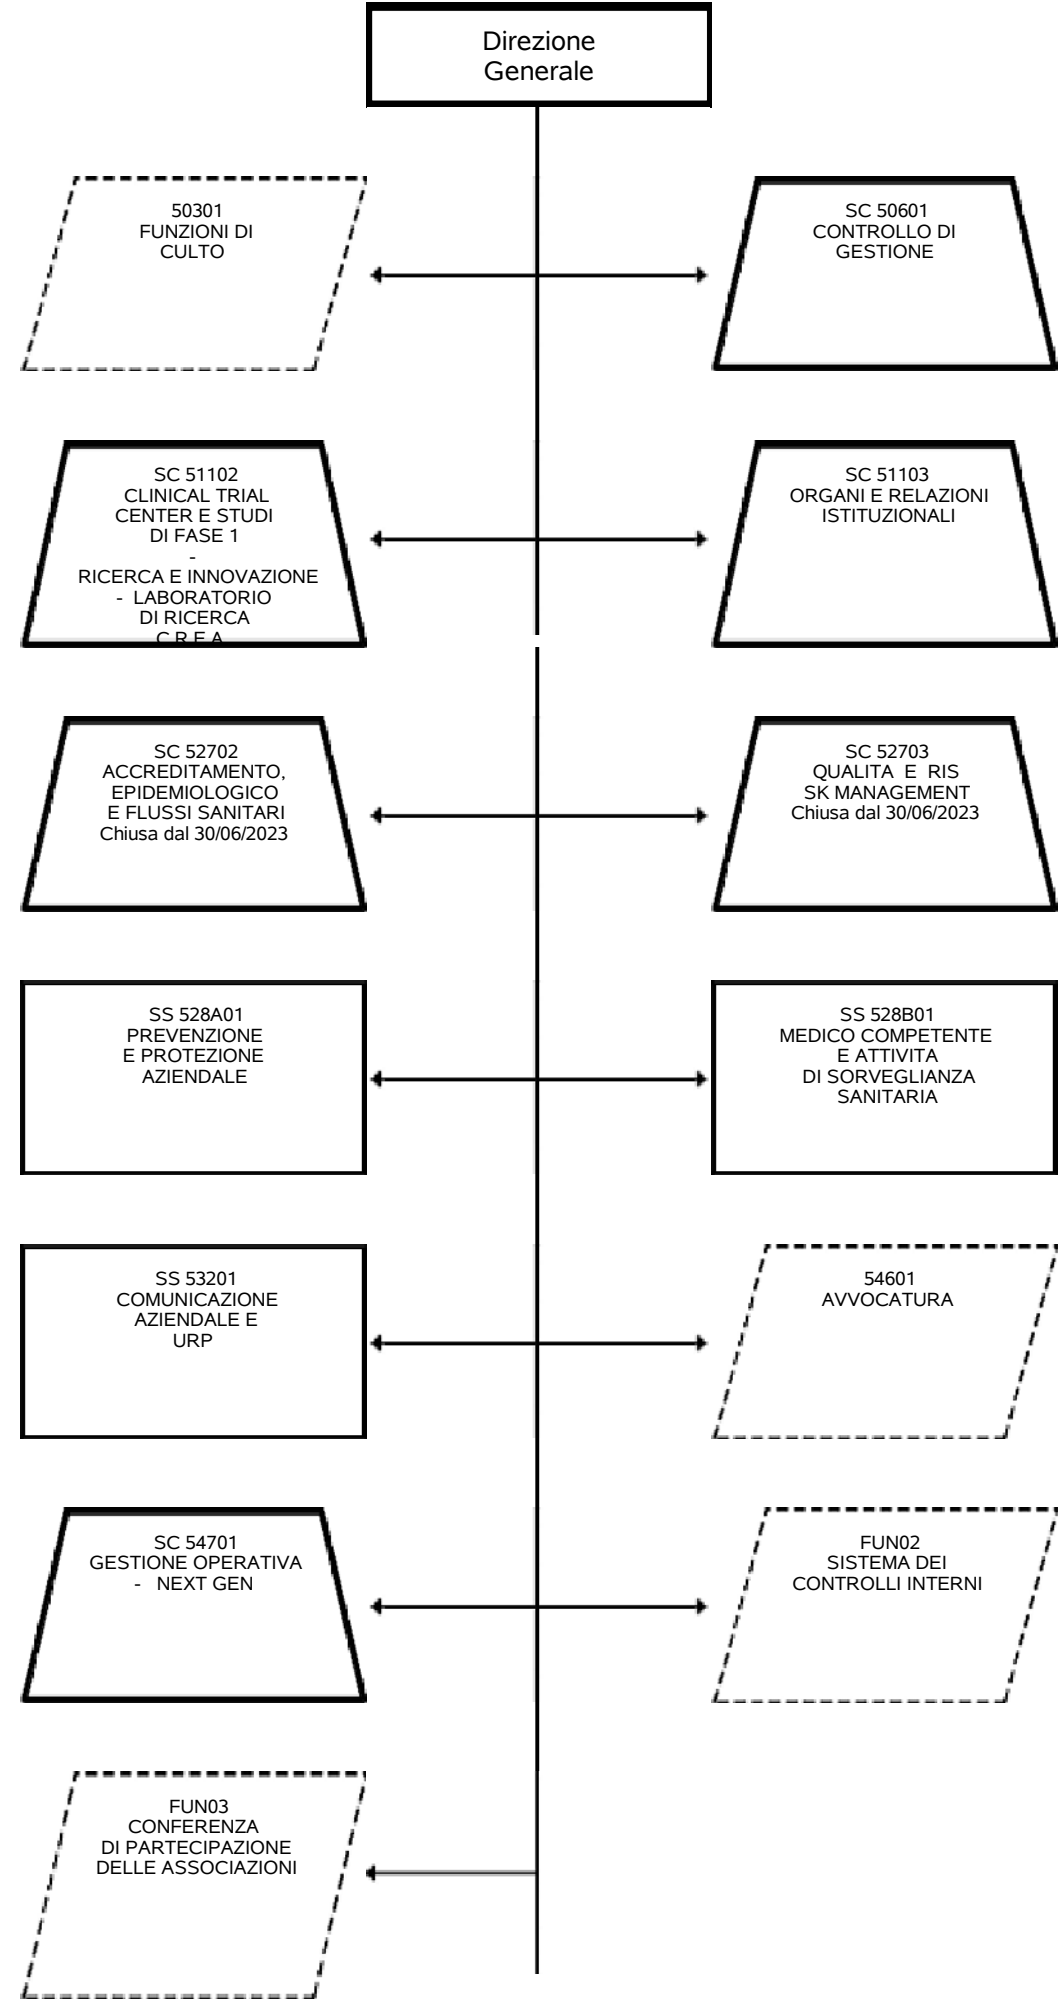 Direzione
Generale
50301
FUNZIONI DI
CULTO
SC 50601
CONTROLLO DI
GESTIONE
SC 51102
CLINICAL TRIAL
CENTER E STUDI
DI FASE 1
-
RICERCA E INNOVAZIONE
- LABORATORIO
DI RICERCA
C.R.E.A.
SC 51103
ORGANI E RELAZIONI
ISTITUZIONALI
SC 52702
ACCREDITAMENTO,
EPIDEMIOLOGICO
E FLUSSI SANITARI
Chiusa dal 30/06/2023
SC 52703
QUALITA E RIS
SK MANAGEMENT
Chiusa dal 30/06/2023
SS 528A01
PREVENZIONE
E PROTEZIONE
AZIENDALE
SS 528B01
MEDICO COMPETENTE
E ATTIVITA
DI SORVEGLIANZA
SANITARIA
SS 53201
COMUNICAZIONE
AZIENDALE E
URP
54601
AVVOCATURA
SC 54701
GESTIONE OPERATIVA
- NEXT GEN
FUN02
SISTEMA DEI
CONTROLLI INTERNI
FUN03
CONFERENZA
DI PARTECIPAZIONE
DELLE ASSOCIAZIONI